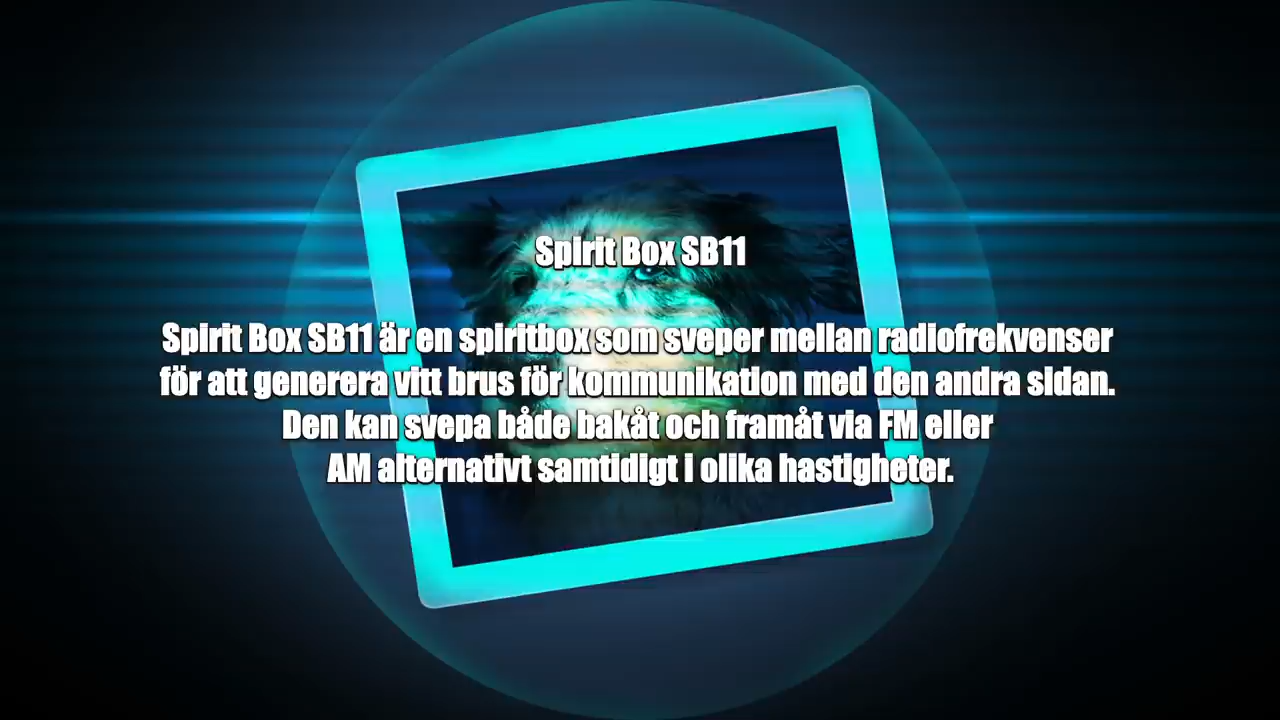 Spirit Box SB11
Spirit Box SB11 är en spiritbox som sveper mellan radiofrekvenser
för att generera vitt brus för kommunikation med den andra sidan.
Den kan svepa både bakåt och framåt via FM eller
AM alternativt samtidigt i olika hastigheter.